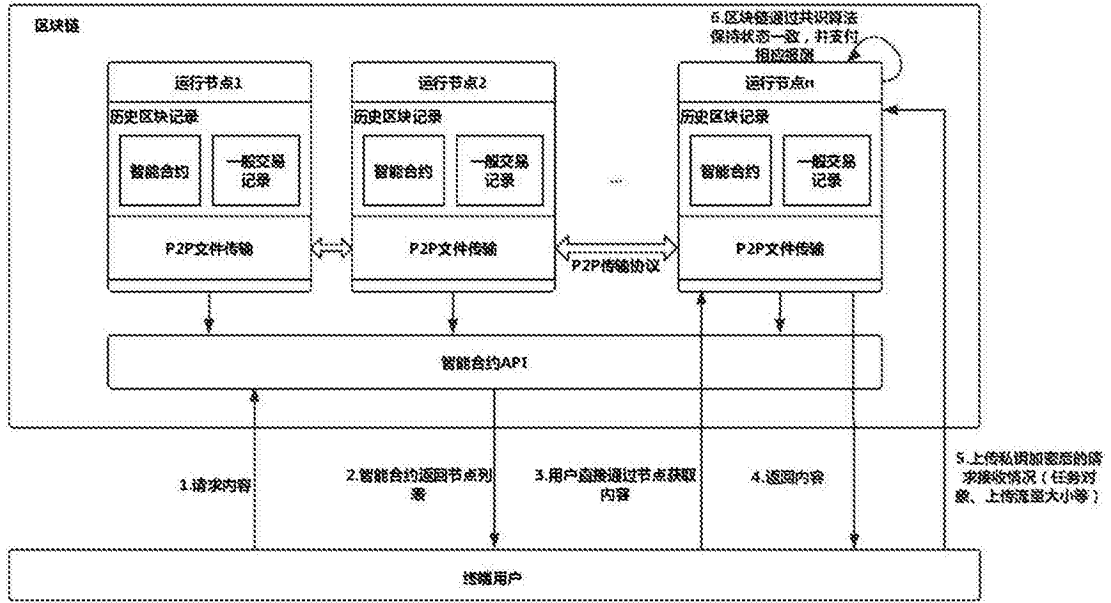 区块链
6.区块链通过共识算法
保持状态一致，并支付
相应报酬
运行节点1
运行节点2
运行节点n
历史区块记录
历史区块记录
历史区块记录
智能合约
一般交易
记录
智能合约
一般交易
记录
...
智能合约
一般交易
记录
P2P文件传输
P2P文件传输
P2P传输协议
P2P文件传输
智能合约API
1.请求内容
2.智能合约返回节点列
表
3.用户直接通过节点获取
内容
4.返回内容
5.上传私钥加密后的请
求接收情况（任务对
象、上传流量大小等）
终端用户